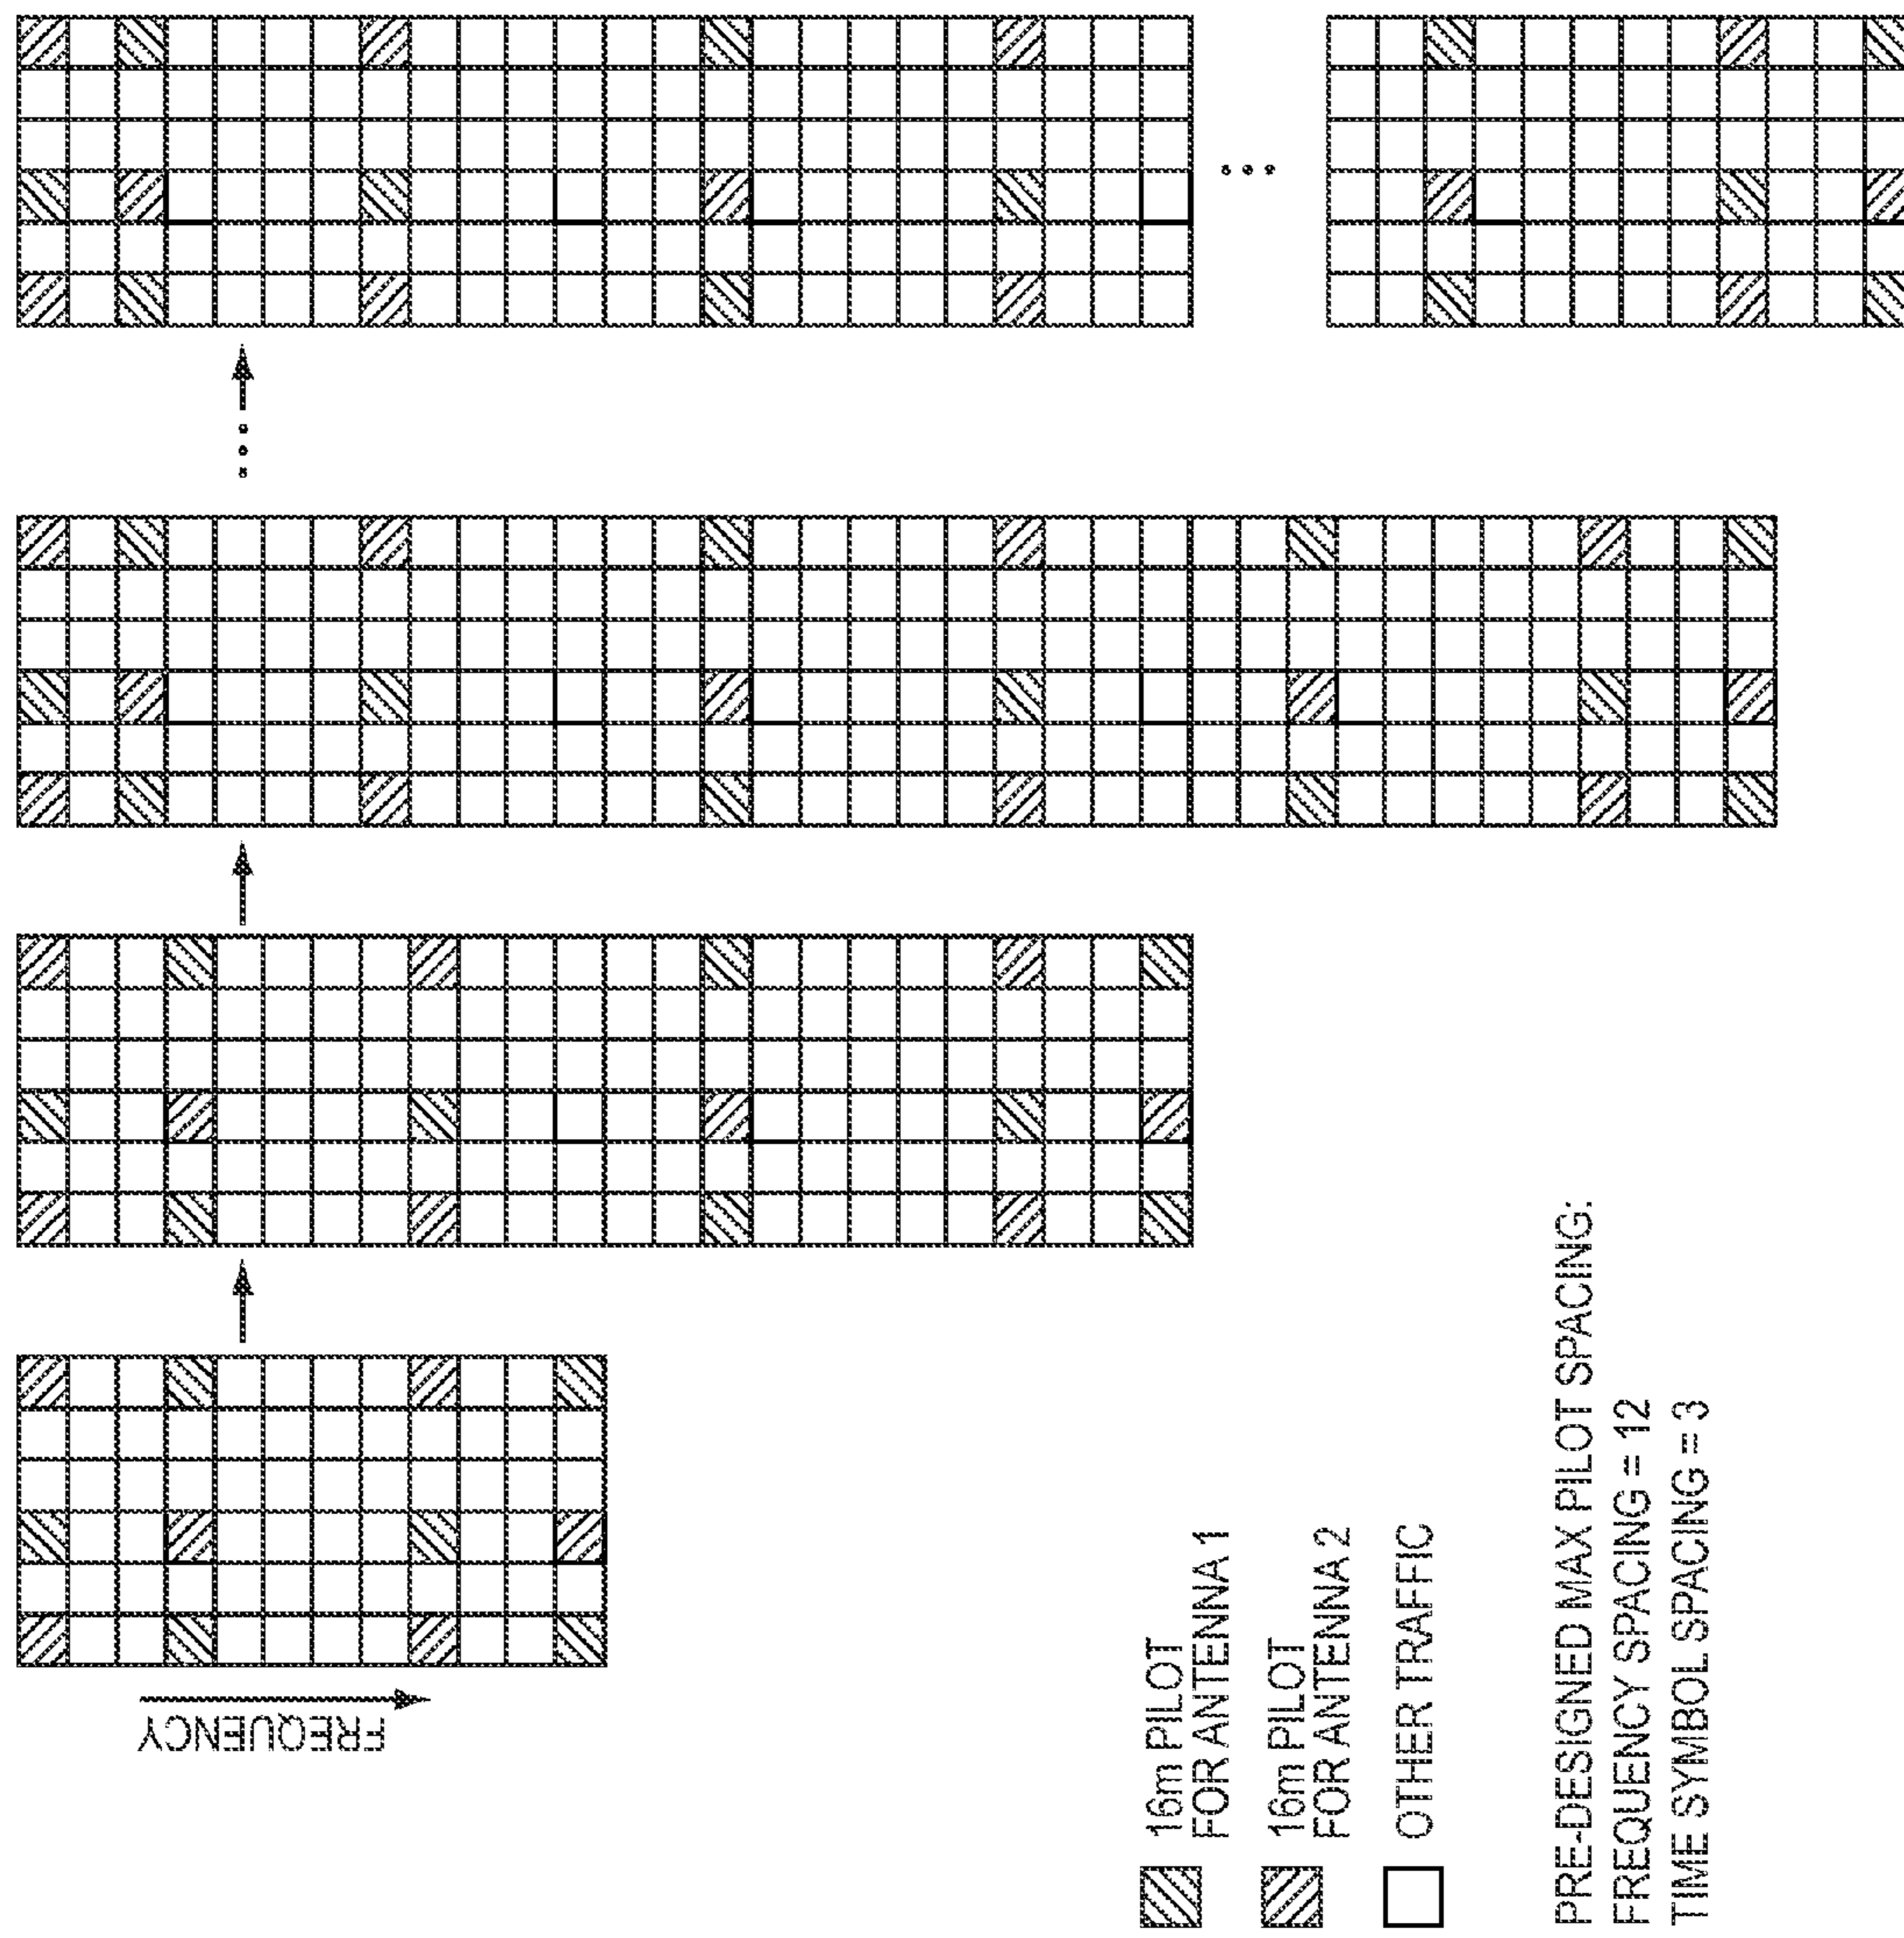 FREQUENCY
16m PILOT
FOR ANTENNA 1
16m PILOT
FOR ANTENNA 2
OTHER TRAFFIC
PRE-DESIGNED MAX PILOT SPACING:
FREQUENCY SPACING = 12
TIME SYMBOL SPACING = 3